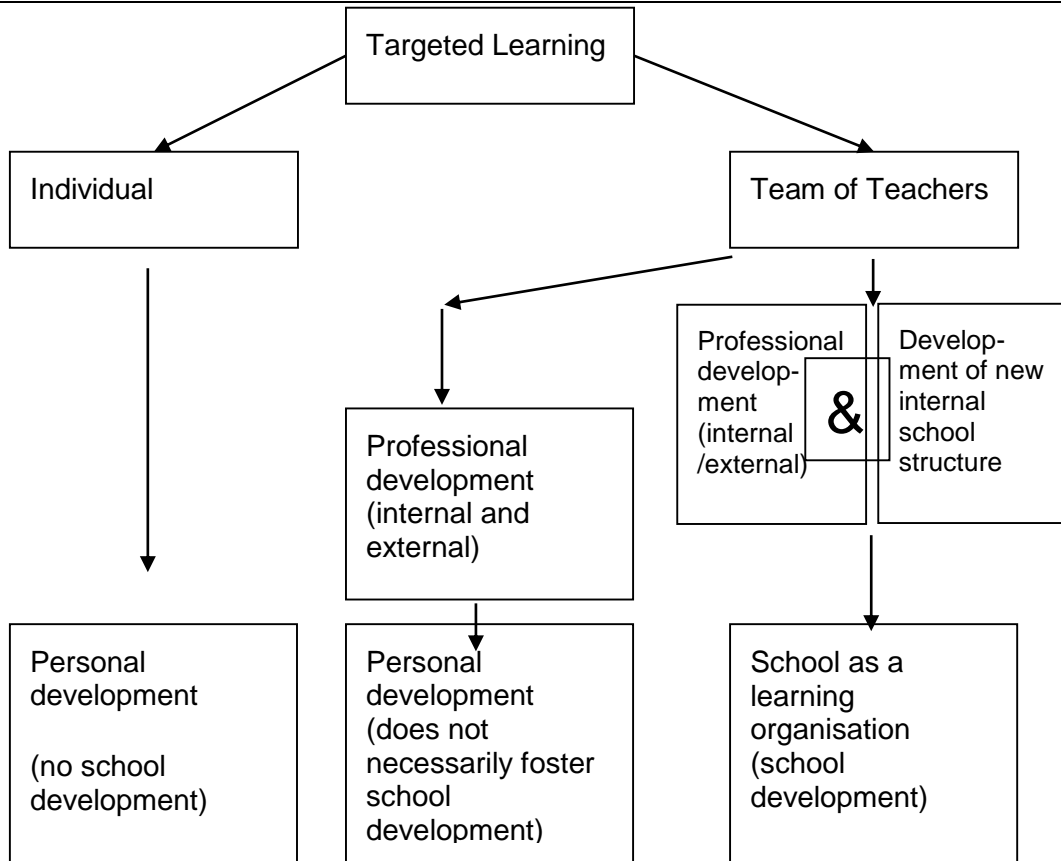 Targeted Learning
Individual
Team of Teachers
Professional
develop-
ment
(internal
/external)
&
Develop-
ment of new
internal
school
structure
Professional
development
(internal and
external)
Personal
development
(no school
development)
Personal
development
(does not
necessarily foster
school
development)
School as a
learning
organisation
(school
development)